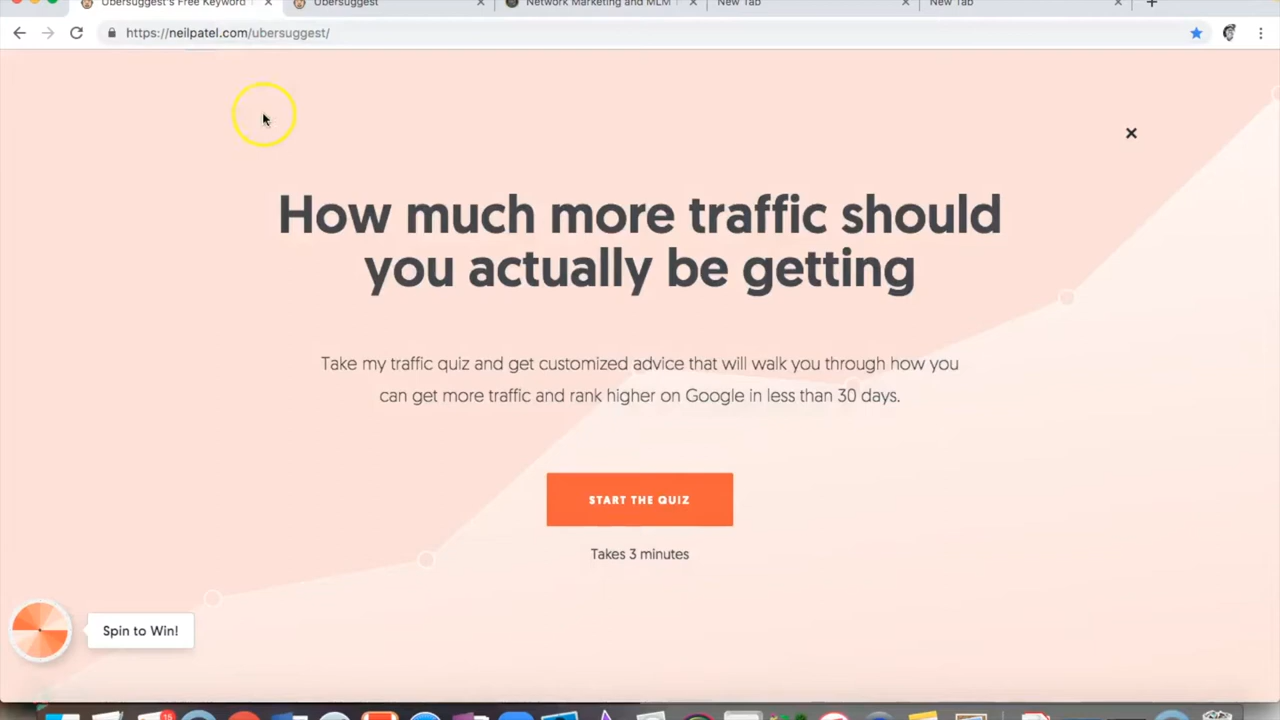 Ubersuggest's Free Keyword
Ubersuggest
Network Marketing and MLM
New Tab
New Tab
https://neilpatel.com/ubersuggest/
How much more traffic should
you actually be getting
Take my traffic quiz and get customized advice that will walk you through how you
can get more traffic and rank higher on Google in less than 30 days.
START THE QUIZ
Takes 3 minutes
Spin to Win!